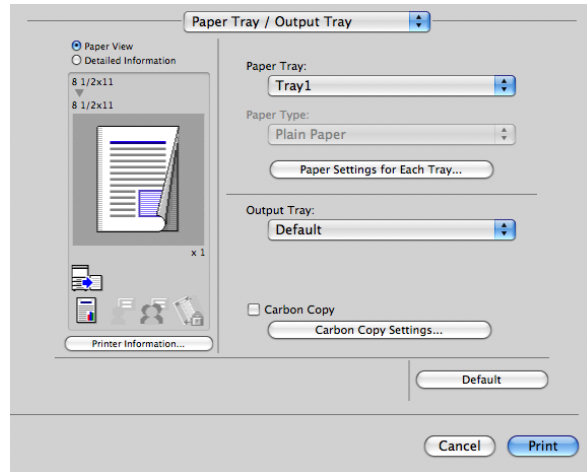 Paper Tray / Output Tray
Paper View
Detailed Information
8 1/2x11
8 1/2x11
x 1
Printer Information...
Paper Tray:
Tray1
Paper Type:
Plain Paper
Paper Settings for Each Tray...
Output Tray:
Default
Carbon Copy
Carbon Copy Settings...
Default
Cancel
Print